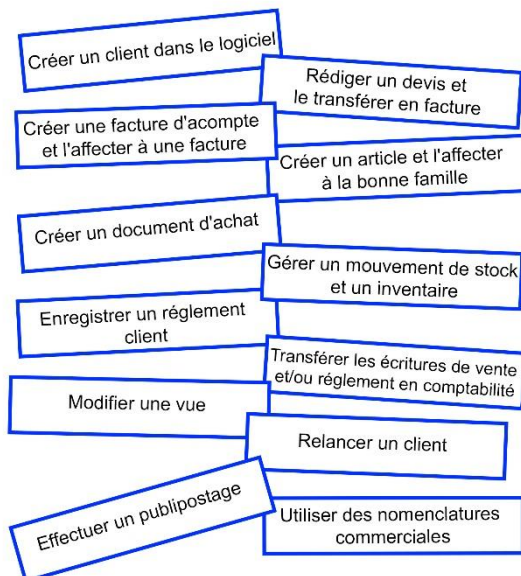 Créer un client dans le logiciel
Rédiger un devis et
le transférer en facture
Créer une facture d'acompte
et l'affecter à une facture
Créer un article et l'affecter
à la bonne famille
Créer un document d'achat
Gérer un mouvement de stock
et un inventaire
Enregistrer un réglement
client
Transférer les écritures de vente
et/ou réglement en comptabilité
Modifier une vue
Relancer un client
Effectuer un publipostage
Utiliser des nomenclatures
commerciales